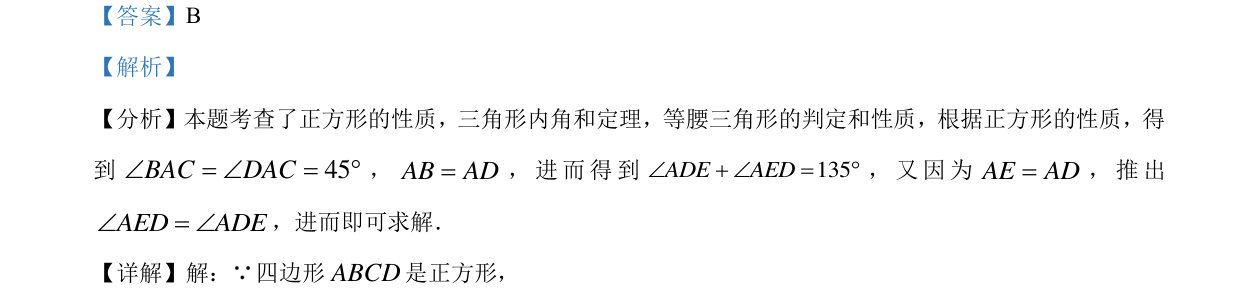 【答案】B
【解析】
【分析】本题考查了正方形的性质，三角形内角和定理，等腰三角形的判定和性质，根据正方形的性质，得
到 ∠BAC = ∠DAC = 45°， AB = AD ，进而得到 ∠ADE + ∠AED = 135°，又因为 AE = AD ，推出
∠AED = ∠ADE，进而即可求解．
【详解】解：∵四边形 ABCD 是正方形，